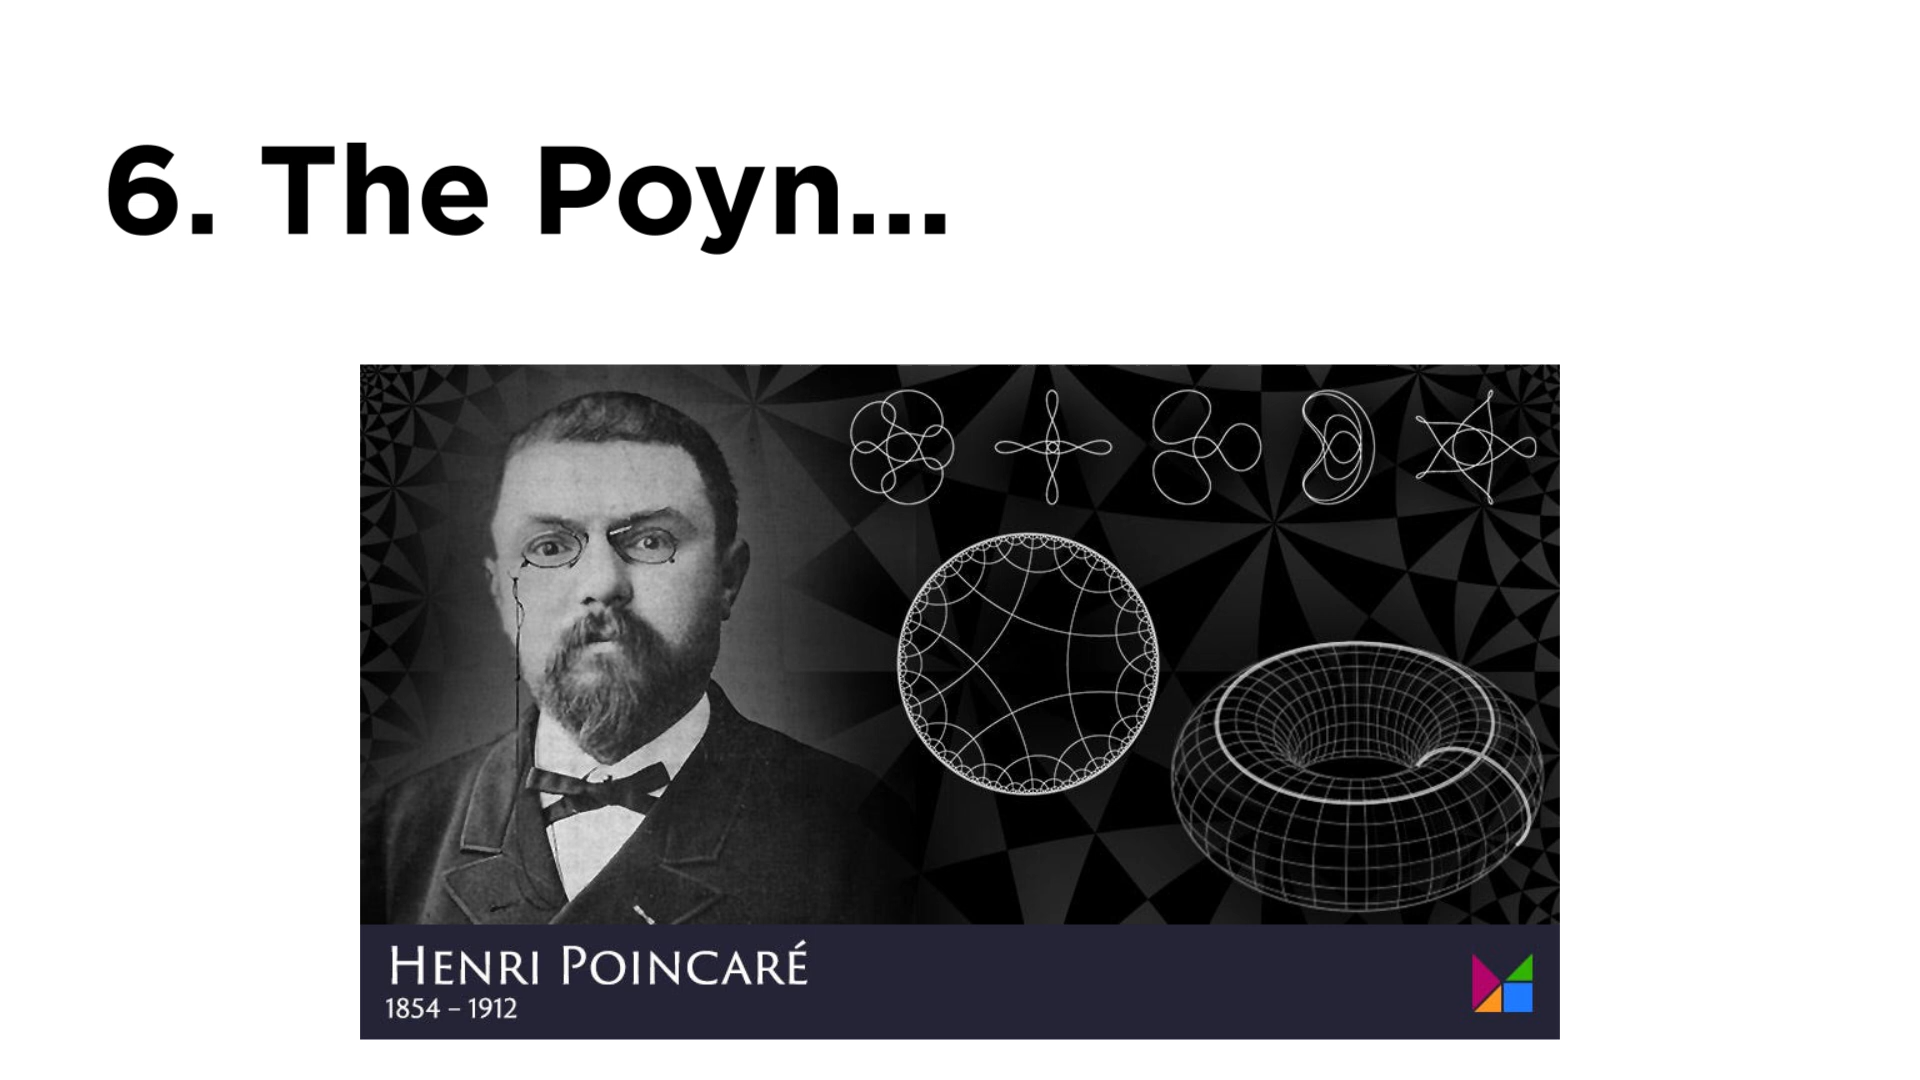 6. The Poyn...
HENRI POINCARÉ
1854 – 1912